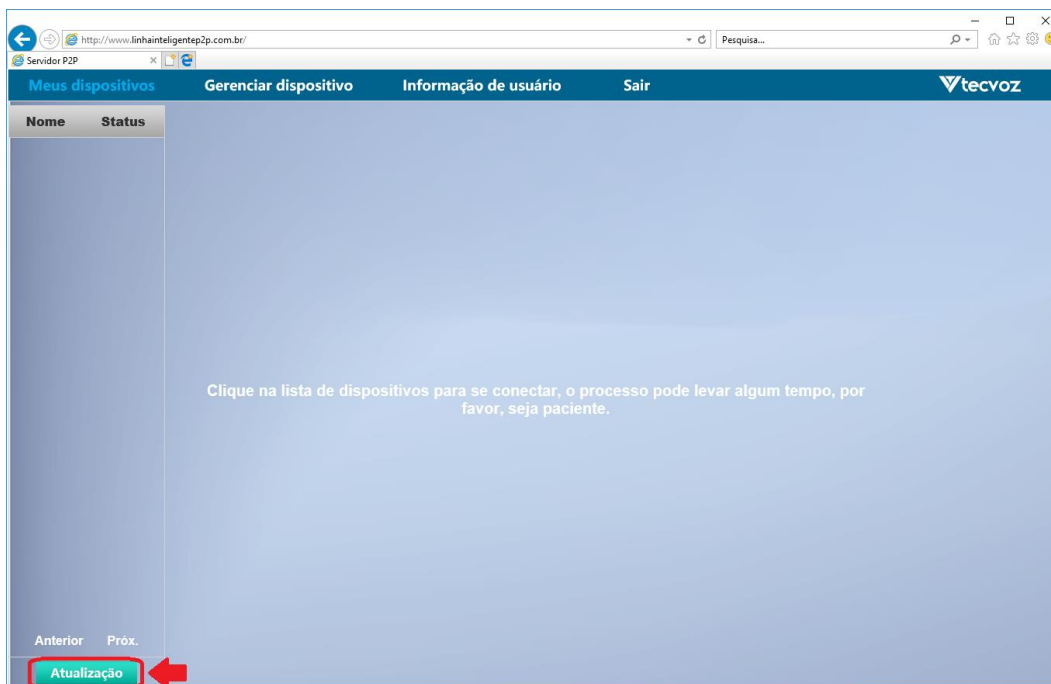 http://www.linhainteligentep2p.com.br/
Pesquisa...
Servidor P2P
Meus dispositivos Gerenciar dispositivo Informação de usuário Sair tecvoz
Nome Status
Clique na lista de dispositivos para se conectar, o processo pode levar algum tempo, por
favor, seja paciente.
Anterior Próx.
Atualização